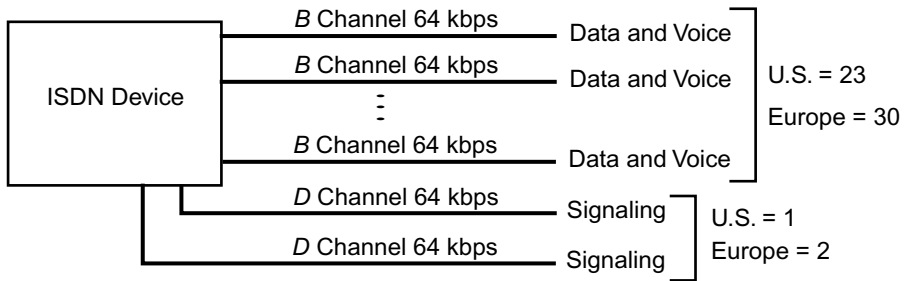 B Channel 64 kbps
Data and Voice
B Channel 64 kbps
Data and Voice
U.S. = 23
ISDN Device
Europe = 30
B Channel 64 kbps
Data and Voice
D Channel 64 kbps
Signaling
U.S. = 1
D Channel 64 kbps
Signaling
Europe = 2